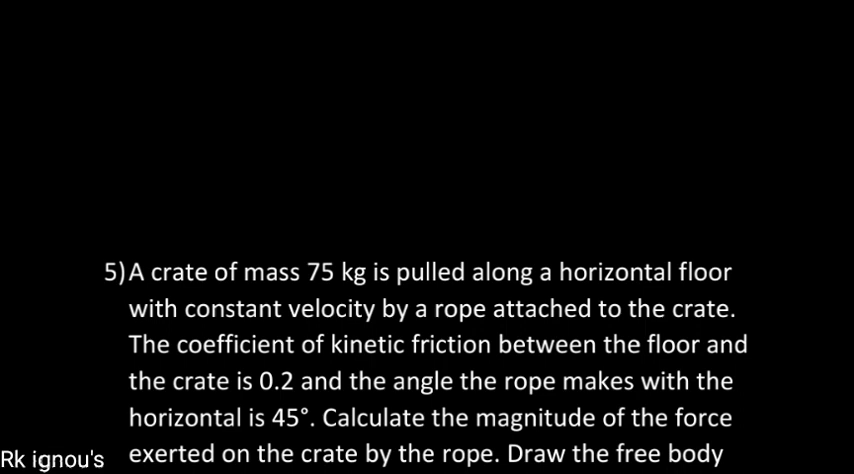 5) A crate of mass 75 kg is pulled along a horizontal floor
with constant velocity by a rope attached to the crate.
The coefficient of kinetic friction between the floor and
the crate is 0.2 and the angle the rope makes with the
horizontal is 45°. Calculate the magnitude of the force
exerted on the crate by the rope. Draw the free body
Rk ignou's